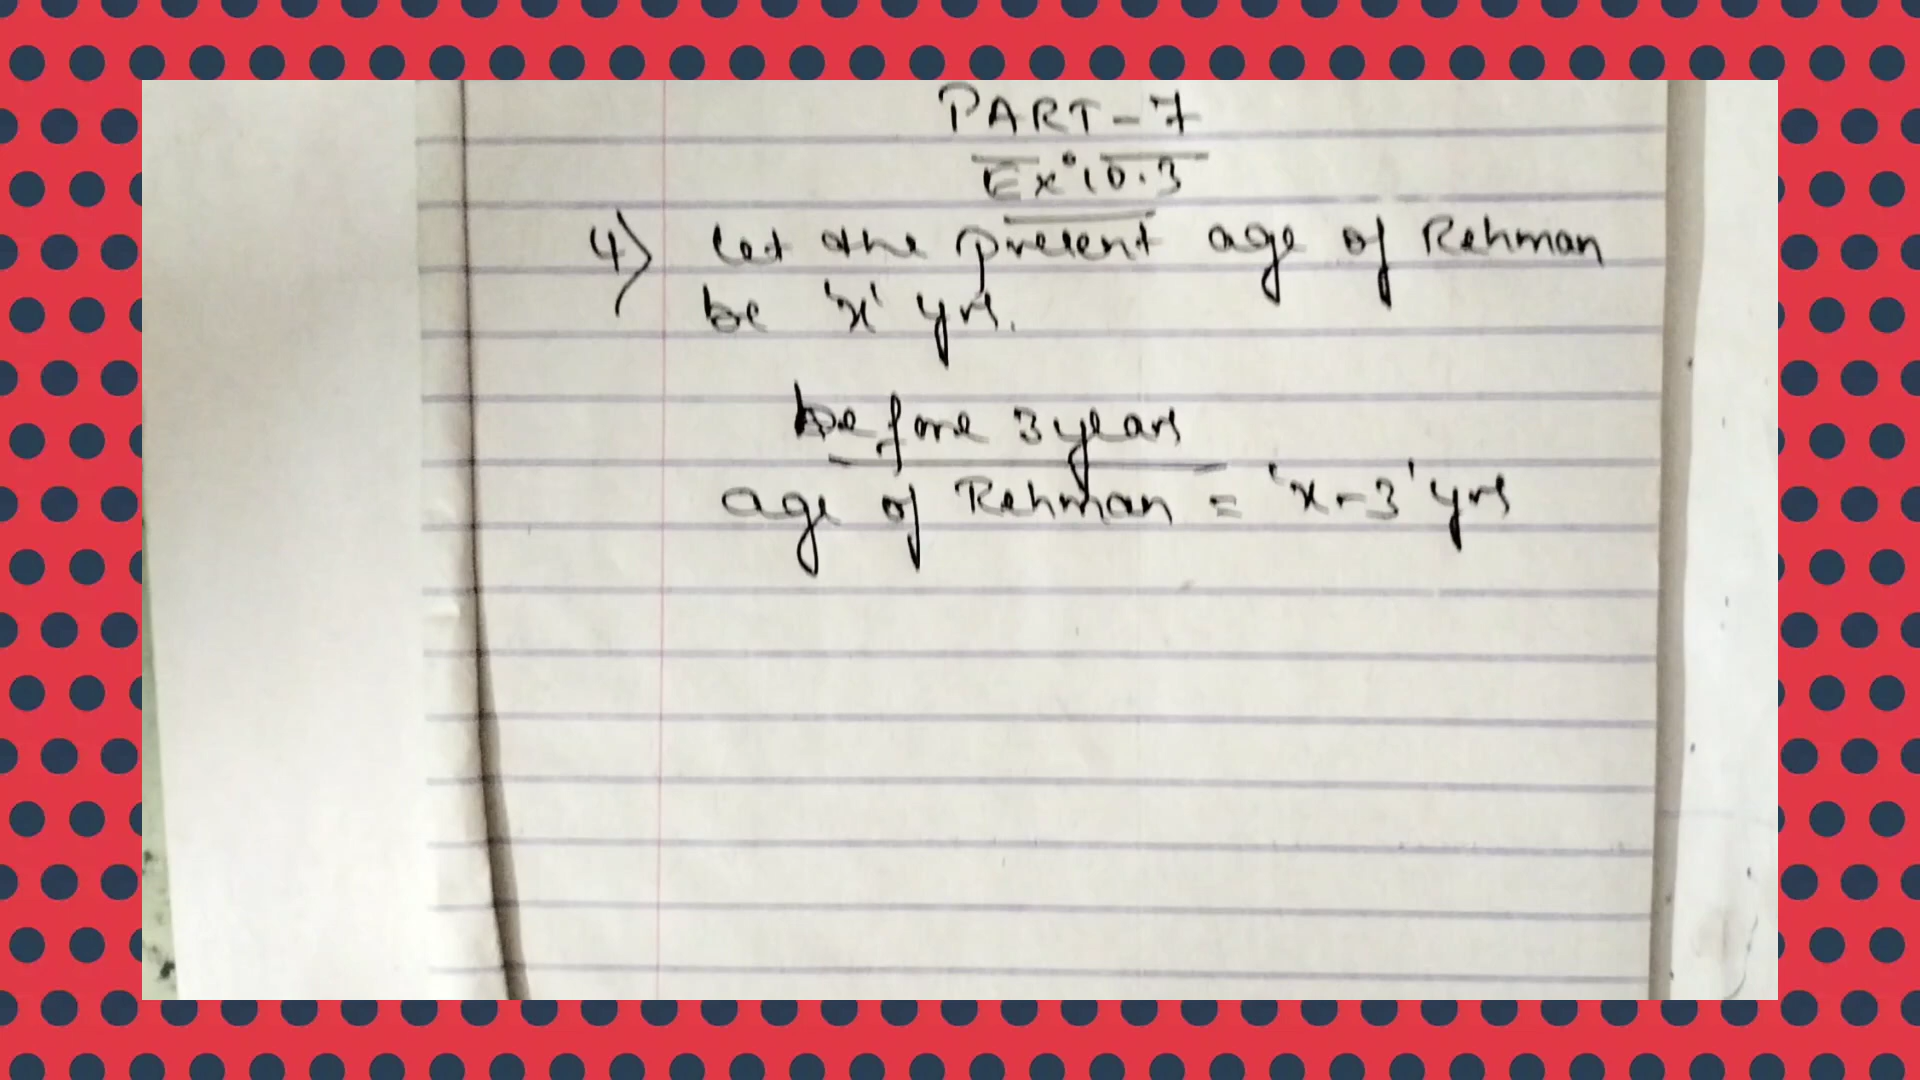 PART-7
Ex:10.3
4) Let the present age of Rehman
be 'x' yrs.
before 3 years
age of Rehman = 'x-3' yrs